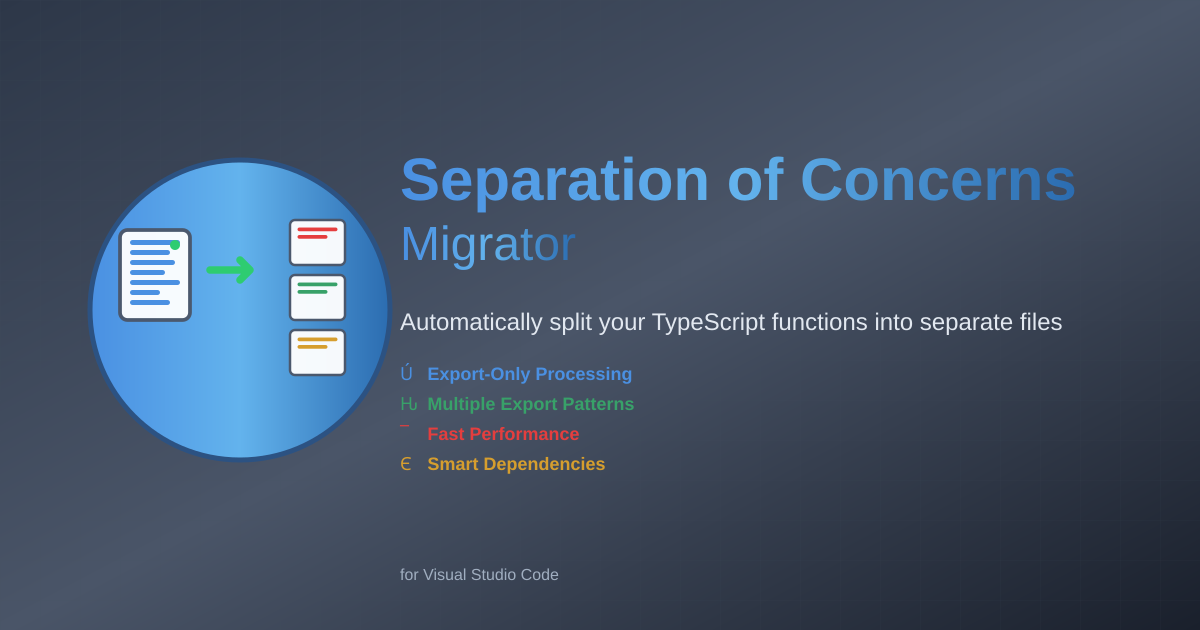 Separation of Concerns
Migrator
Automatically split your TypeScript functions into separate files
Ú Export-Only Processing
Ƕ Multiple Export Patterns
¯ Fast Performance
Є Smart Dependencies
for Visual Studio Code